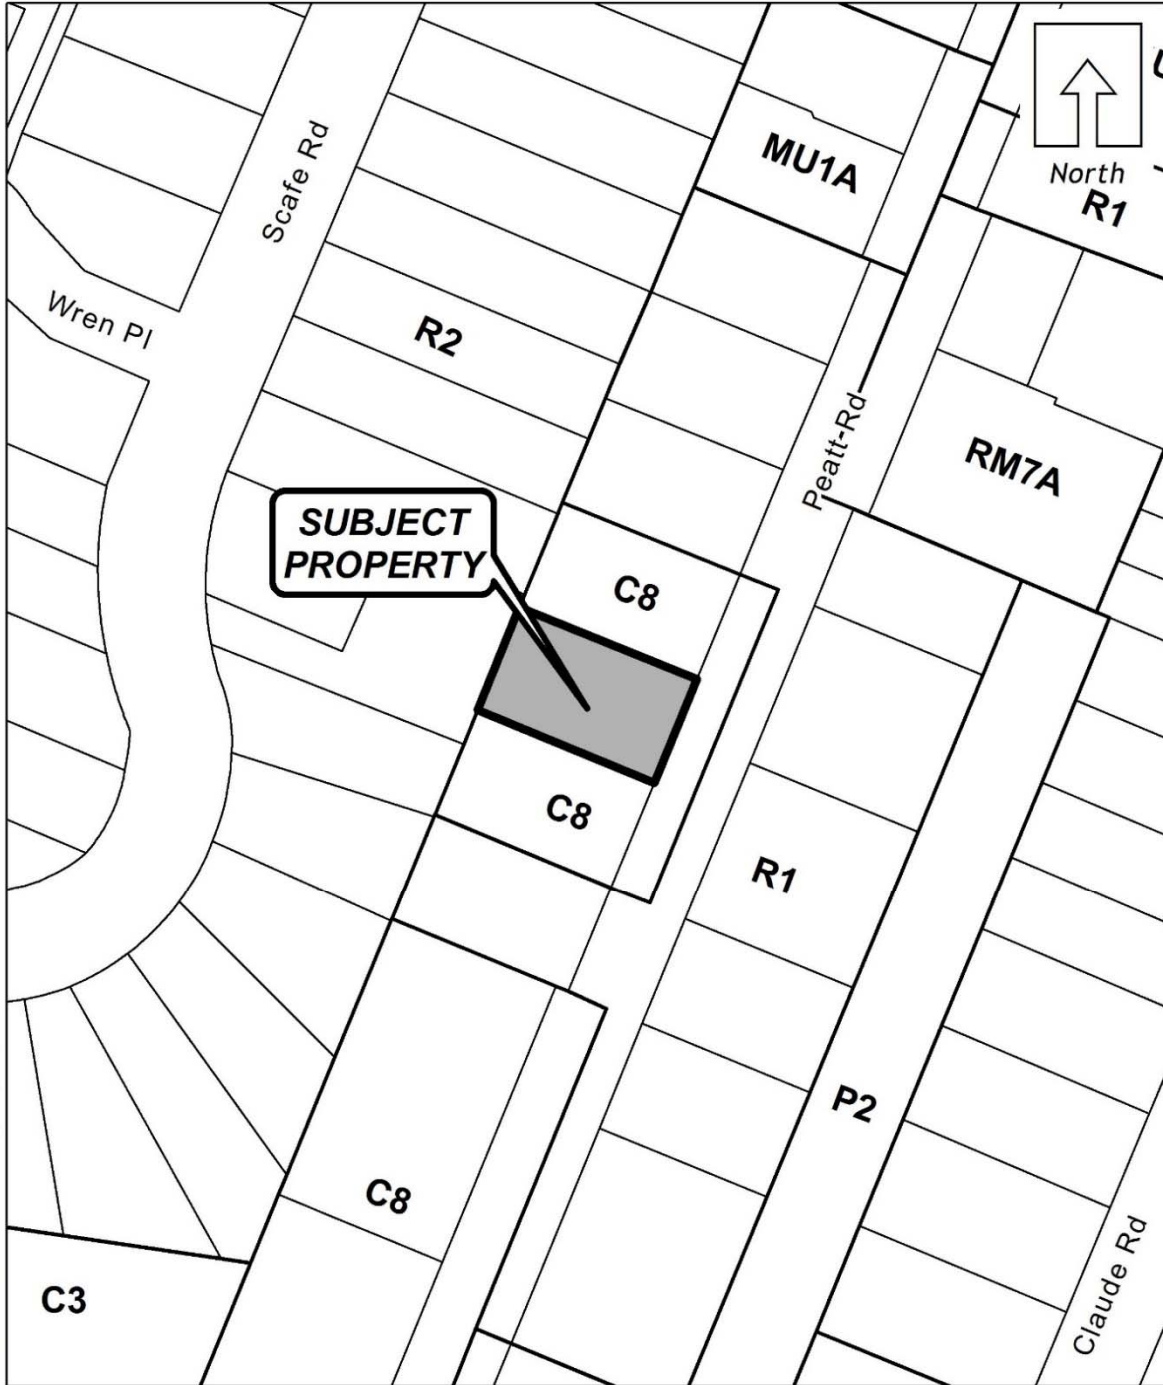 MU1A
North
R1
Scafe Rd
Wren Pl
R2
Peatt Rd
RM7A
SUBJECT
PROPERTY
C8
C8
R1
P2
C8
C3
Claude Rd